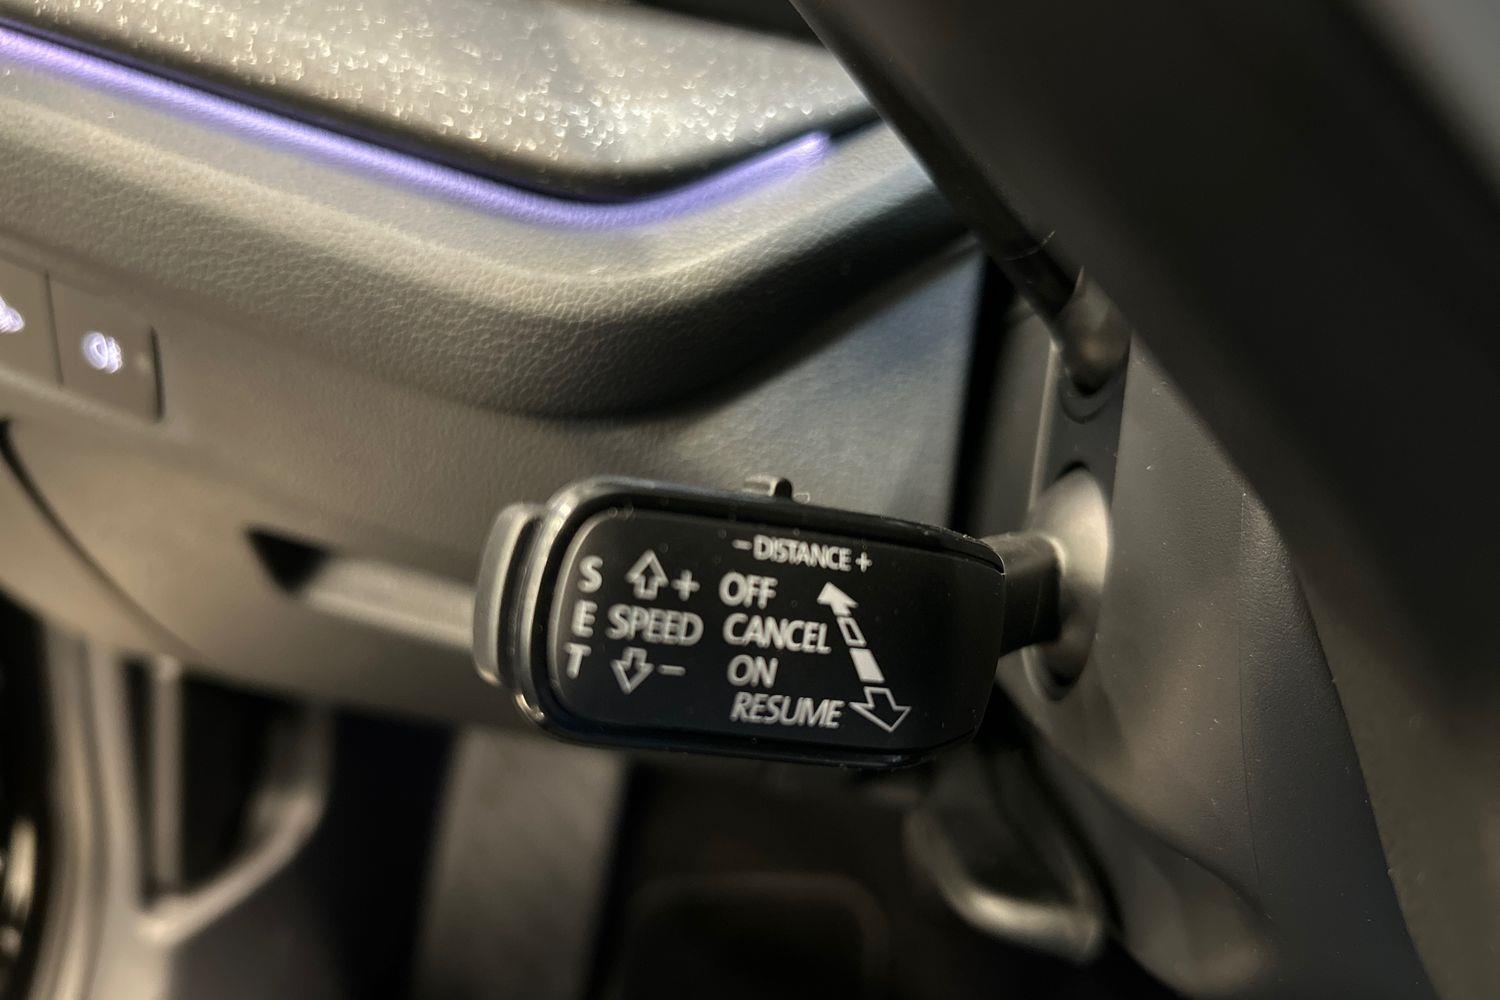 - DISTANCE +
S + OFF
E SPEED CANCEL
T - ON
RESUME